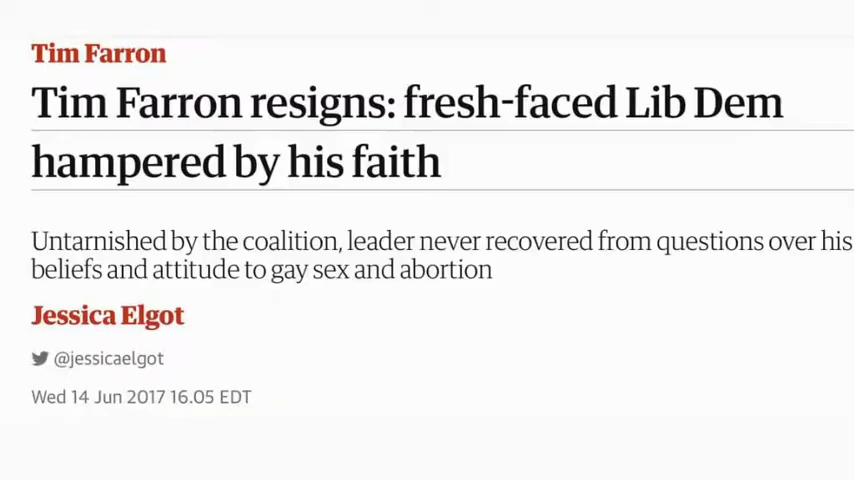 Tim Farron
Tim Farron resigns: fresh-faced Lib Dem
hampered by his faith
Untarnished by the coalition, leader never recovered from questions over his
beliefs and attitude to gay sex and abortion
Jessica Elgot
@jessicaelgot
Wed 14 Jun 2017 16.05 EDT